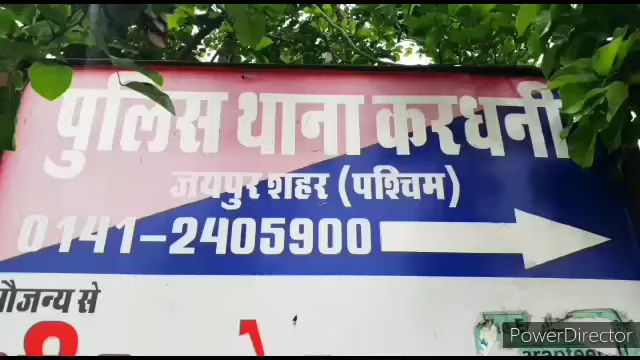 पुलिस थाना करधनी
जयपुर शहर (पश्चिम)
0141-2405900
सौजन्य से
PowerDirector